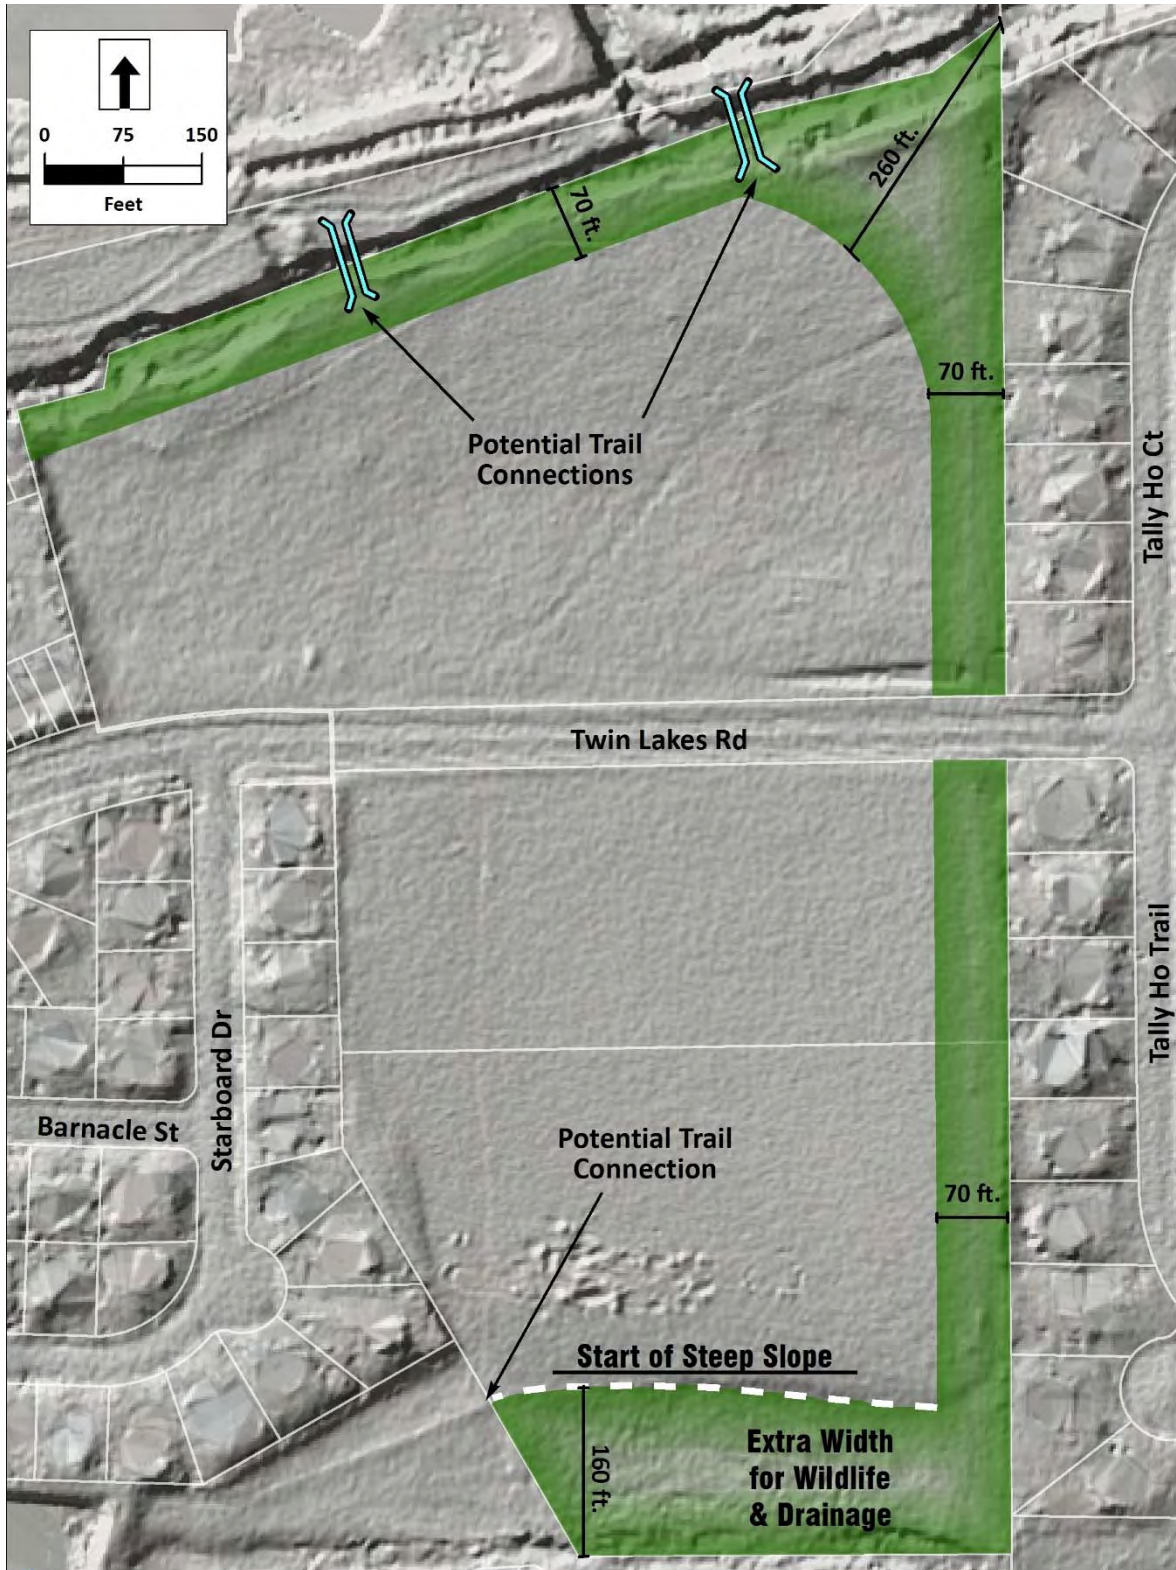 0 75 150
Feet
260 ft.
70 ft.
70 ft.
Potential Trail
Connections
Tally Ho Ct
Twin Lakes Rd
Tally Ho Trail
Starboard Dr
Barnacle St
Potential Trail
Connection
70 ft.
Start of Steep Slope
160 ft.
Extra Width
for Wildlife
& Drainage